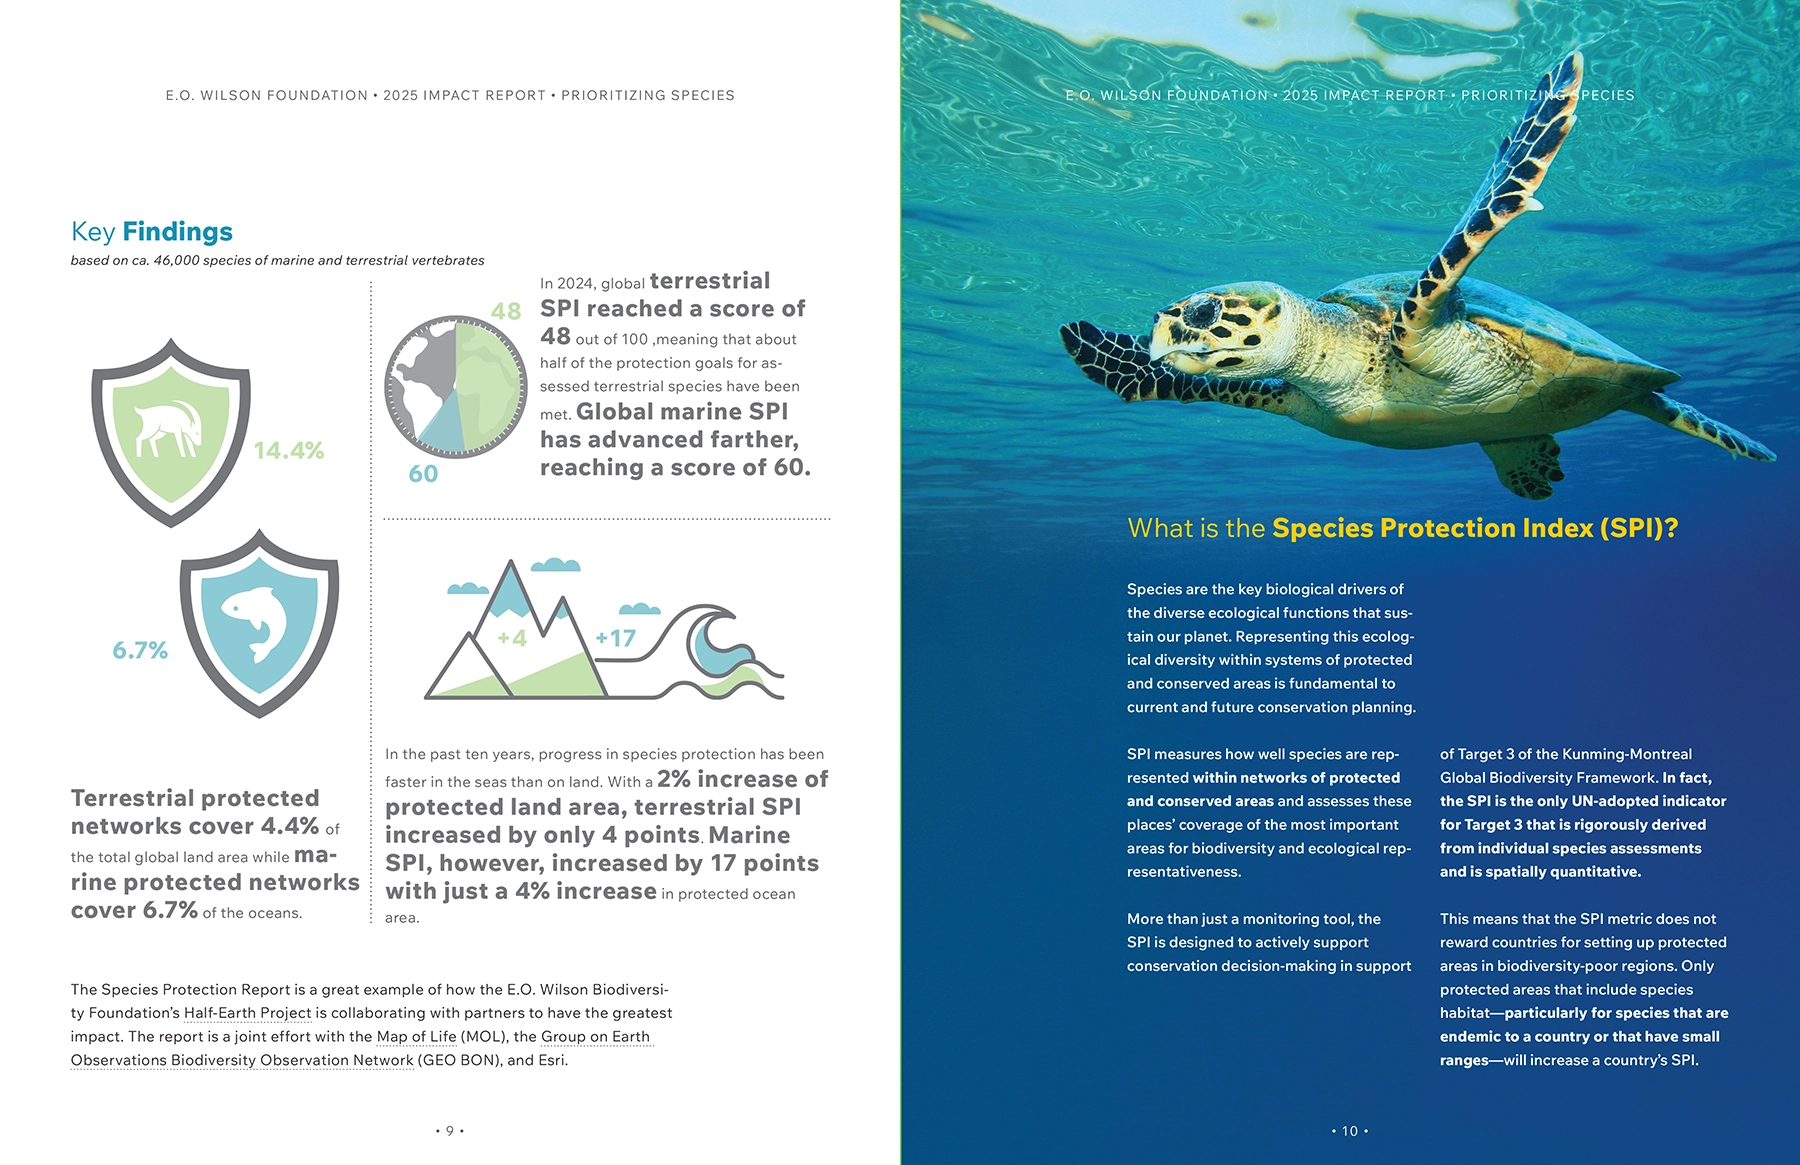 E.O. WILSON FOUNDATION • 2025 IMPACT REPORT • PRIORITIZING SPECIES
Key Findings
based on ca. 46,000 species of marine and terrestrial vertebrates
14.4%
6.7%
Terrestrial protected
networks cover 4.4% of
the total global land area while ma-
rine protected networks
cover 6.7% of the oceans.
48
60
In 2024, global terrestrial
SPI reached a score of
48 out of 100 ,meaning that about
half of the protection goals for as-
sessed terrestrial species have been
met. Global marine SPI
has advanced farther,
reaching a score of 60.
+4
+17
In the past ten years, progress in species protection has been
faster in the seas than on land. With a 2% increase of
protected land area, terrestrial SPI
increased by only 4 points. Marine
SPI, however, increased by 17 points
with just a 4% increase in protected ocean
area.
The Species Protection Report is a great example of how the E.O. Wilson Biodiversi-
ty Foundation’s Half-Earth Project is collaborating with partners to have the greatest
impact. The report is a joint effort with the Map of Life (MOL), the Group on Earth
Observations Biodiversity Observation Network (GEO BON), and Esri.
• 9 •
E.O. WILSON FOUNDATION • 2025 IMPACT REPORT • PRIORITIZING SPECIES
What is the Species Protection Index (SPI)?
Species are the key biological drivers of
the diverse ecological functions that sus-
tain our planet. Representing this ecolog-
ical diversity within systems of protected
and conserved areas is fundamental to
current and future conservation planning.
SPI measures how well species are rep-
resented within networks of protected
and conserved areas and assesses these
places’ coverage of the most important
areas for biodiversity and ecological rep-
resentativeness.
More than just a monitoring tool, the
SPI is designed to actively support
conservation decision-making in support
of Target 3 of the Kunming-Montreal
Global Biodiversity Framework. In fact,
the SPI is the only UN-adopted indicator
for Target 3 that is rigorously derived
from individual species assessments
and is spatially quantitative.
This means that the SPI metric does not
reward countries for setting up protected
areas in biodiversity-poor regions. Only
protected areas that include species
habitat—particularly for species that are
endemic to a country or that have small
ranges—will increase a country’s SPI.
• 10 •